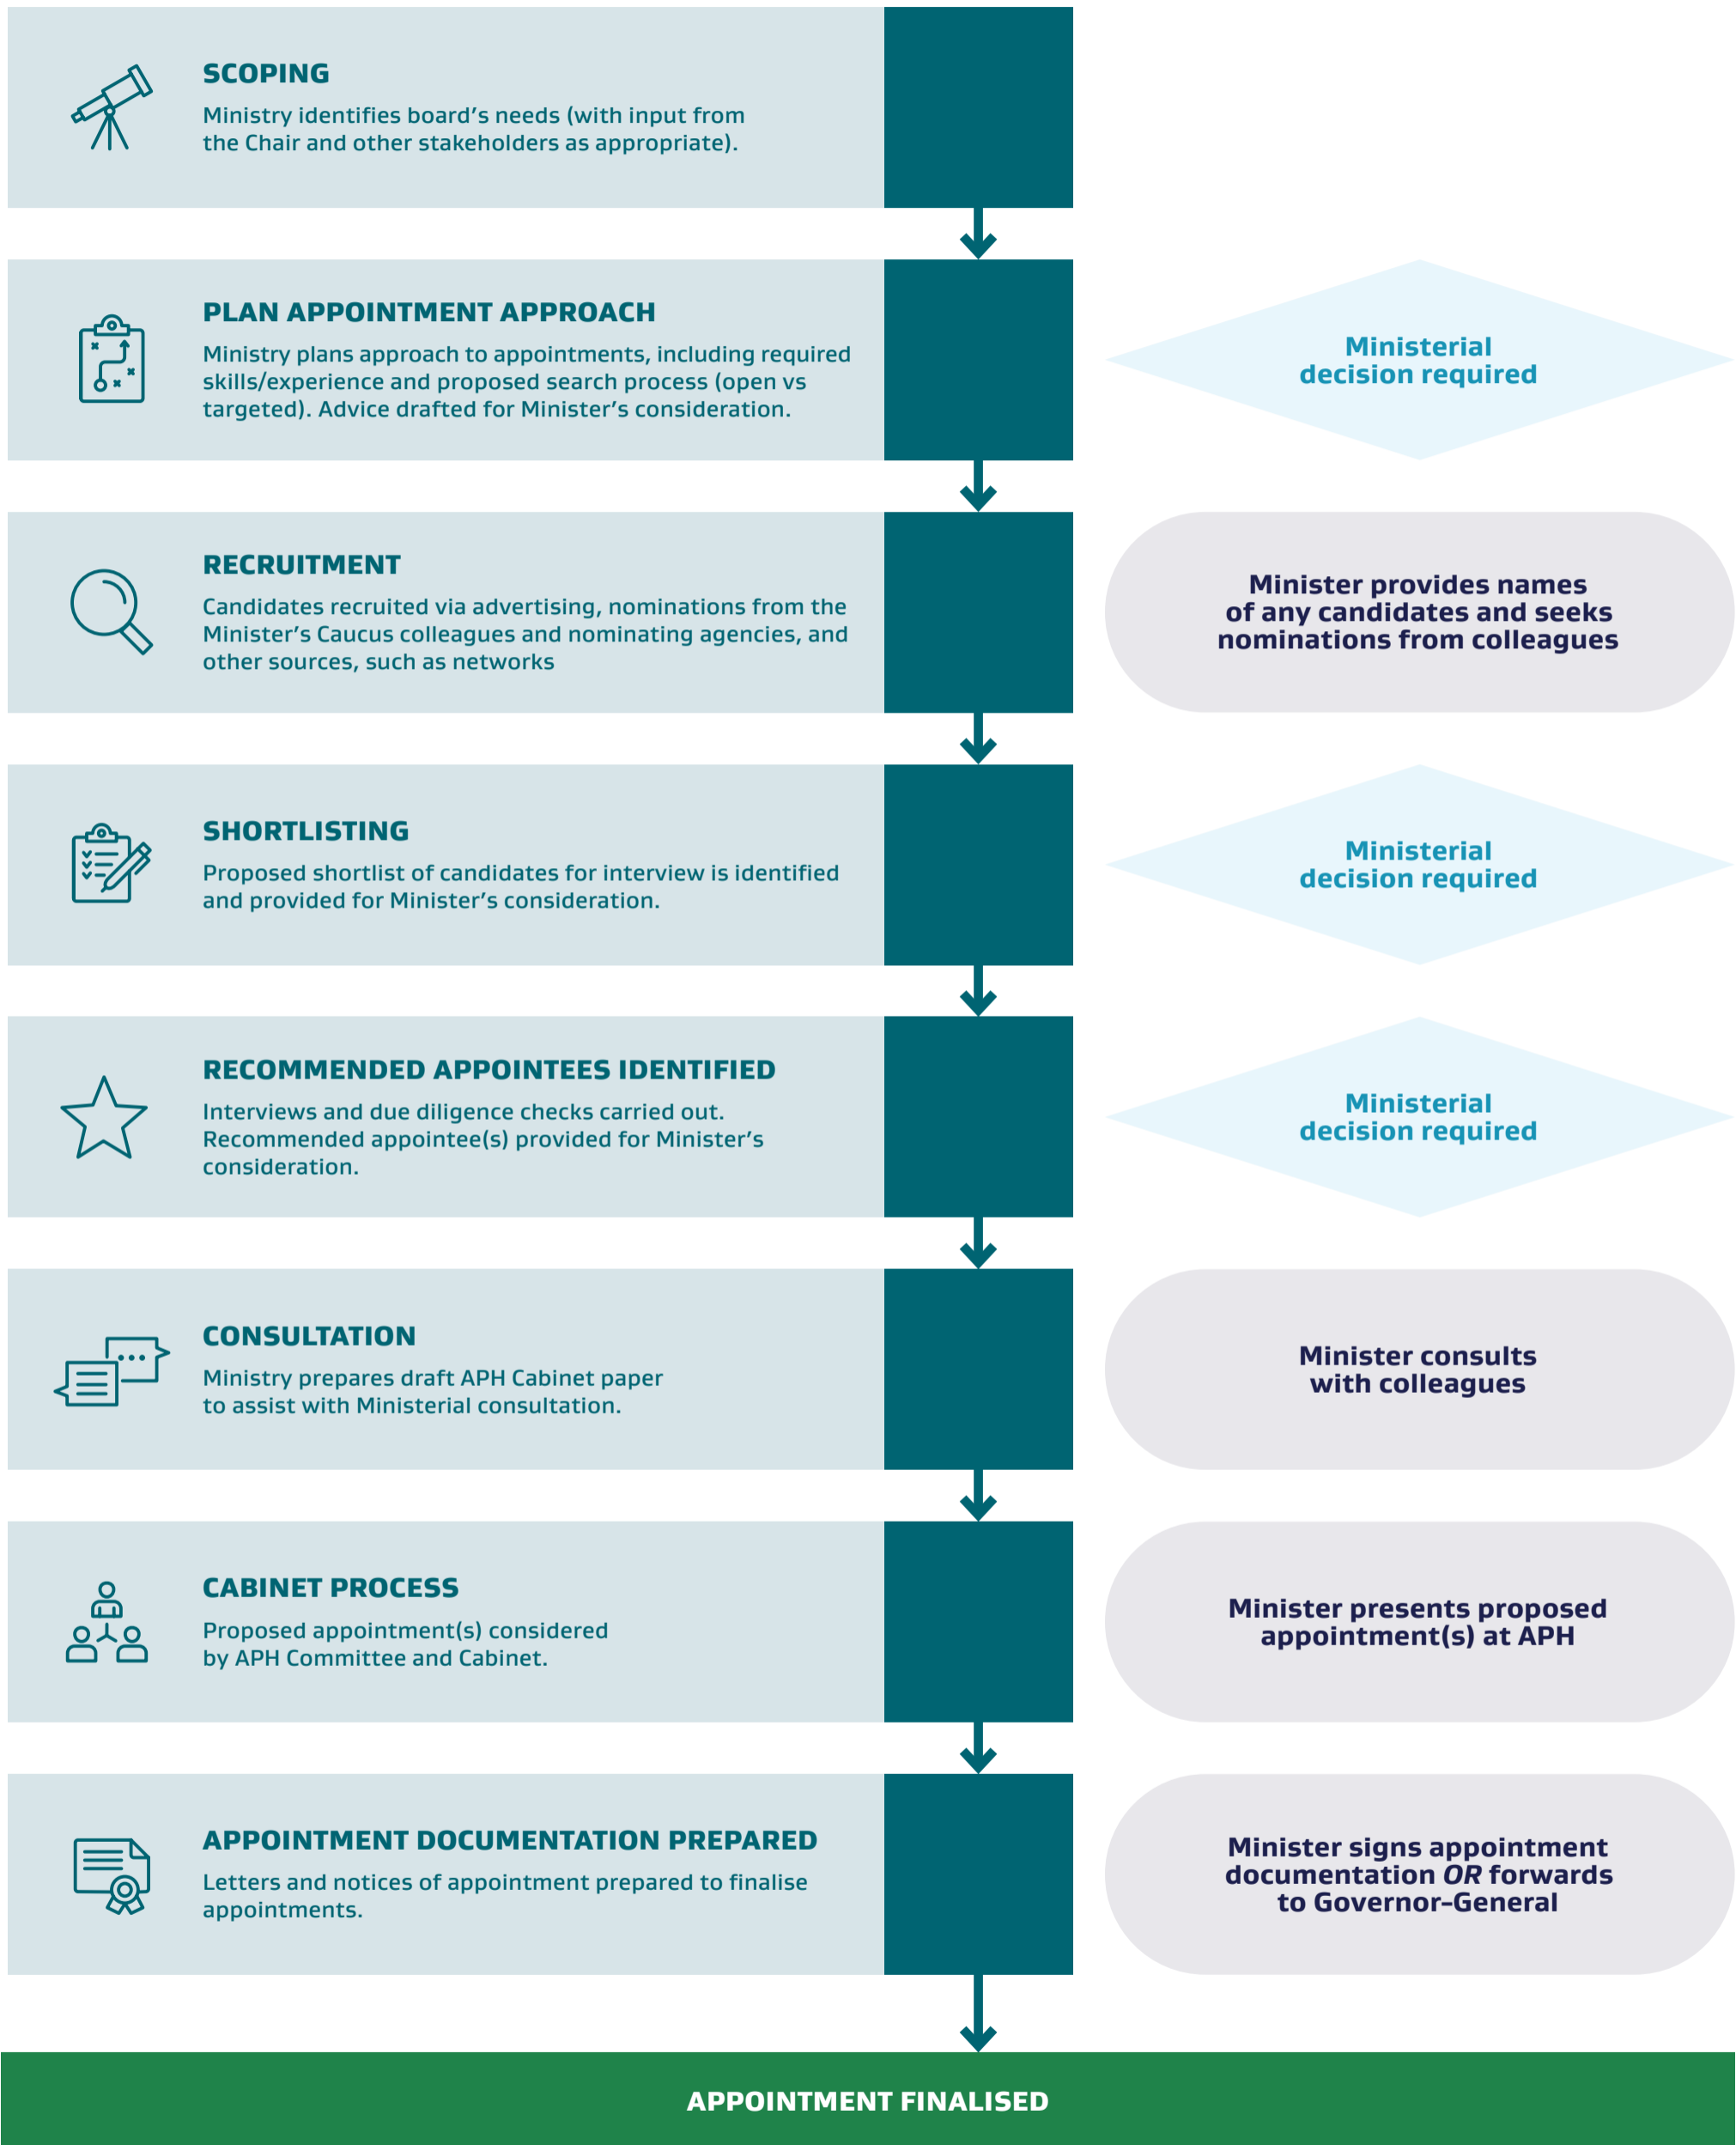 SCOPING
Ministry identifies board's needs (with input from
the Chair and other stakeholders as appropriate).
PLAN APPOINTMENT APPROACH
Ministry plans approach to appointments, including required
skills/experience and proposed search process (open vs
targeted). Advice drafted for Minister's consideration.
Ministerial
decision required
RECRUITMENT
Candidates recruited via advertising, nominations from the
Minister's Caucus colleagues and nominating agencies, and
other sources, such as networks
Minister provides names
of any candidates and seeks
nominations from colleagues
SHORTLISTING
Proposed shortlist of candidates for interview is identified
and provided for Minister's consideration.
Ministerial
decision required
RECOMMENDED APPOINTEES IDENTIFIED
Interviews and due diligence checks carried out.
Recommended appointee(s) provided for Minister's
consideration.
Ministerial
decision required
CONSULTATION
Ministry prepares draft APH Cabinet paper
to assist with Ministerial consultation.
Minister consults
with colleagues
CABINET PROCESS
Proposed appointment(s) considered
by APH Committee and Cabinet.
Minister presents proposed
appointment(s) at APH
APPOINTMENT DOCUMENTATION PREPARED
Letters and notices of appointment prepared to finalise
appointments.
Minister signs appointment
documentation OR forwards
to Governor–General
APPOINTMENT FINALISED